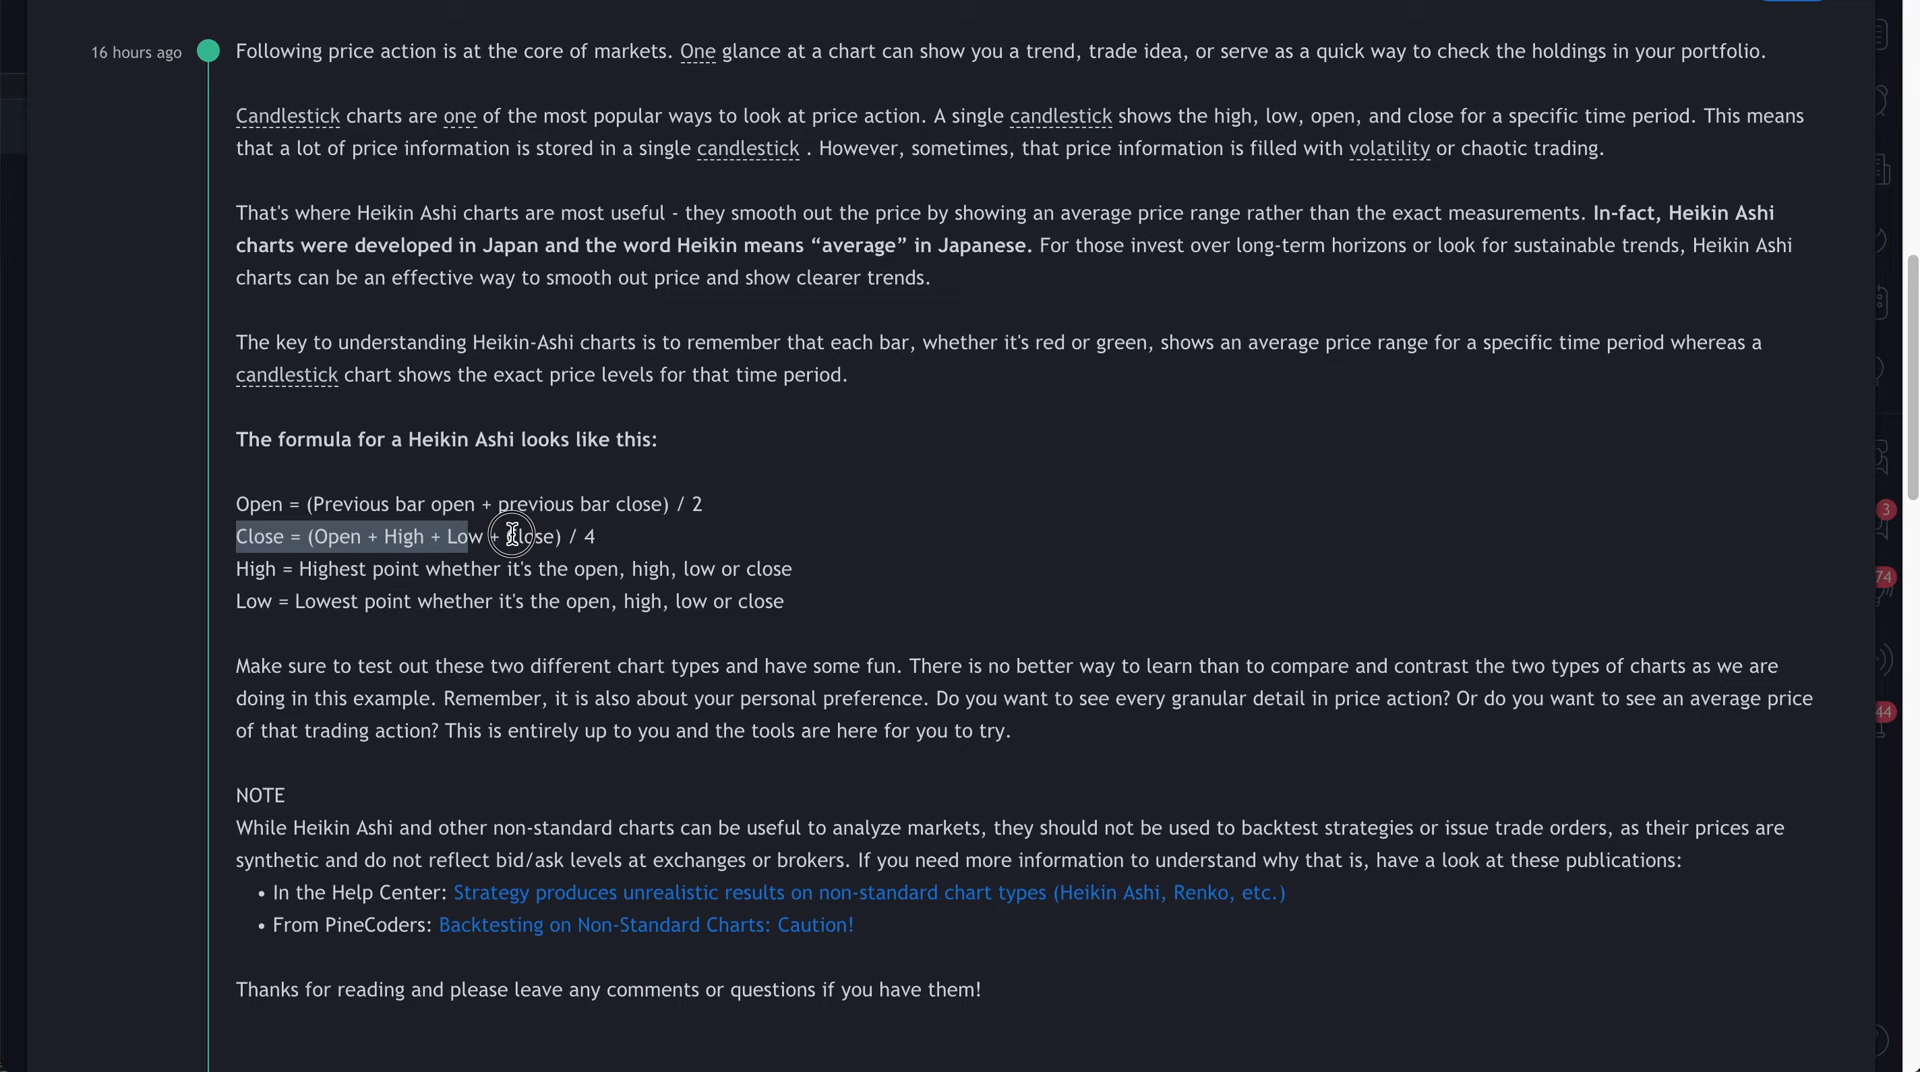 16 hours ago
Following price action is at the core of markets. One glance at a chart can show you a trend, trade idea, or serve as a quick way to check the holdings in your portfolio.
Candlestick charts are one of the most popular ways to look at price action. A single candlestick shows the high, low, open, and close for a specific time period. This means
that a lot of price information is stored in a single candlestick . However, sometimes, that price information is filled with volatility or chaotic trading.
That's where Heikin Ashi charts are most useful - they smooth out the price by showing an average price range rather than the exact measurements. In-fact, Heikin Ashi
charts were developed in Japan and the word Heikin means “average” in Japanese. For those invest over long-term horizons or look for sustainable trends, Heikin Ashi
charts can be an effective way to smooth out price and show clearer trends.
The key to understanding Heikin-Ashi charts is to remember that each bar, whether it's red or green, shows an average price range for a specific time period whereas a
candlestick chart shows the exact price levels for that time period.
The formula for a Heikin Ashi looks like this:
Open = (Previous bar open + previous bar close) / 2
Close = (Open + High + Low + Close) / 4
High = Highest point whether it's the open, high, low or close
Low = Lowest point whether it's the open, high, low or close
Make sure to test out these two different chart types and have some fun. There is no better way to learn than to compare and contrast the two types of charts as we are
doing in this example. Remember, it is also about your personal preference. Do you want to see every granular detail in price action? Or do you want to see an average price
of that trading action? This is entirely up to you and the tools are here for you to try.
NOTE
While Heikin Ashi and other non-standard charts can be useful to analyze markets, they should not be used to backtest strategies or issue trade orders, as their prices are
synthetic and do not reflect bid/ask levels at exchanges or brokers. If you need more information to understand why that is, have a look at these publications:
• In the Help Center: Strategy produces unrealistic results on non-standard chart types (Heikin Ashi, Renko, etc.)
• From PineCoders: Backtesting on Non-Standard Charts: Caution!
Thanks for reading and please leave any comments or questions if you have them!
3
74
44